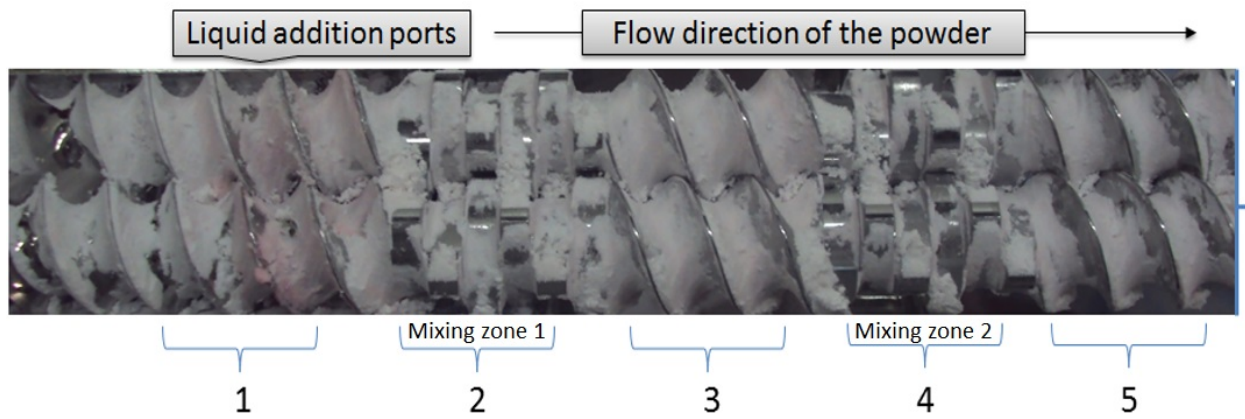 Liquid addition ports
Flow direction of the powder
Mixing zone 1
Mixing zone 2
1
2
3
4
5